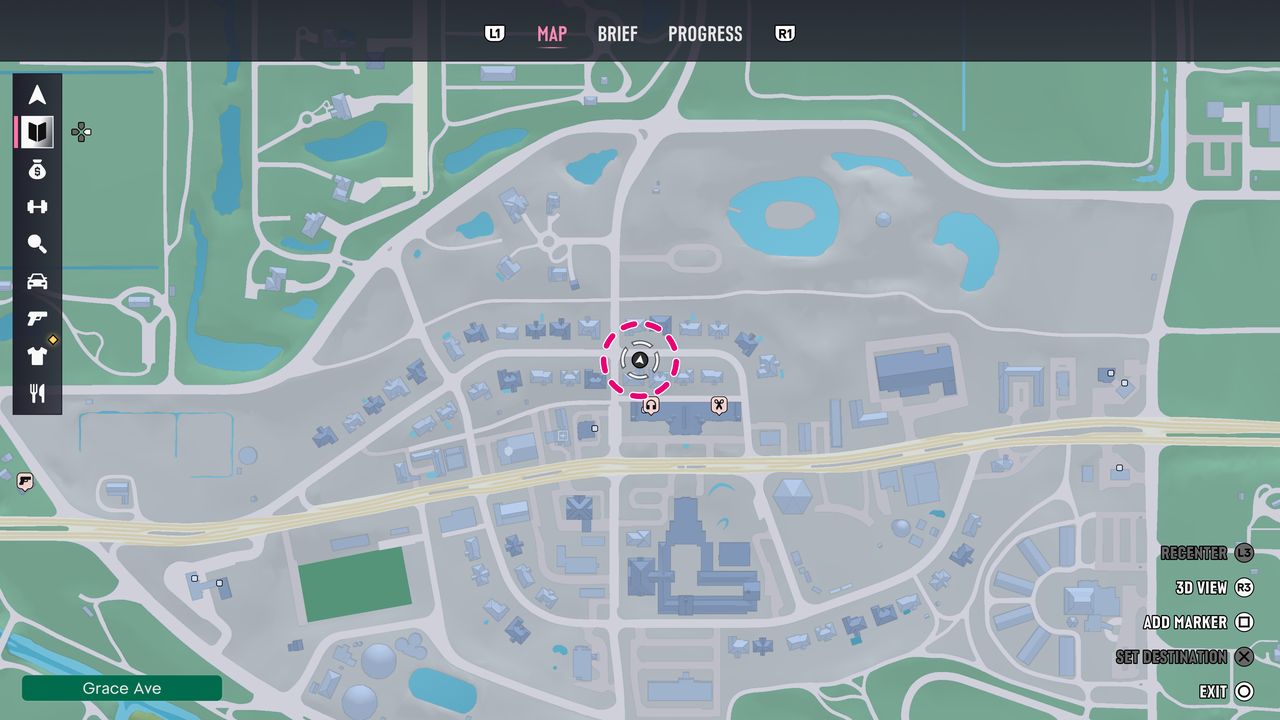 L1 MAP BRIEF PROGRESS R1
RECENTER L3
3D VIEW R3
ADD MARKER
SET DESTINATION
EXIT
Grace Ave